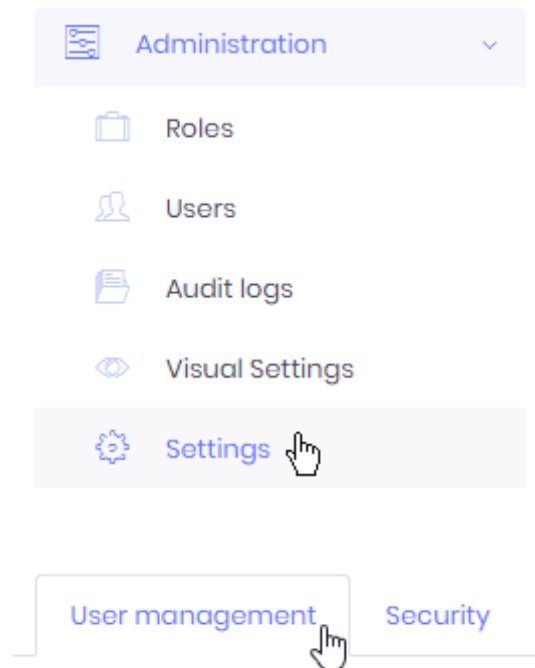 Administration
Roles
Users
Audit logs
Visual Settings
Settings
User management Security